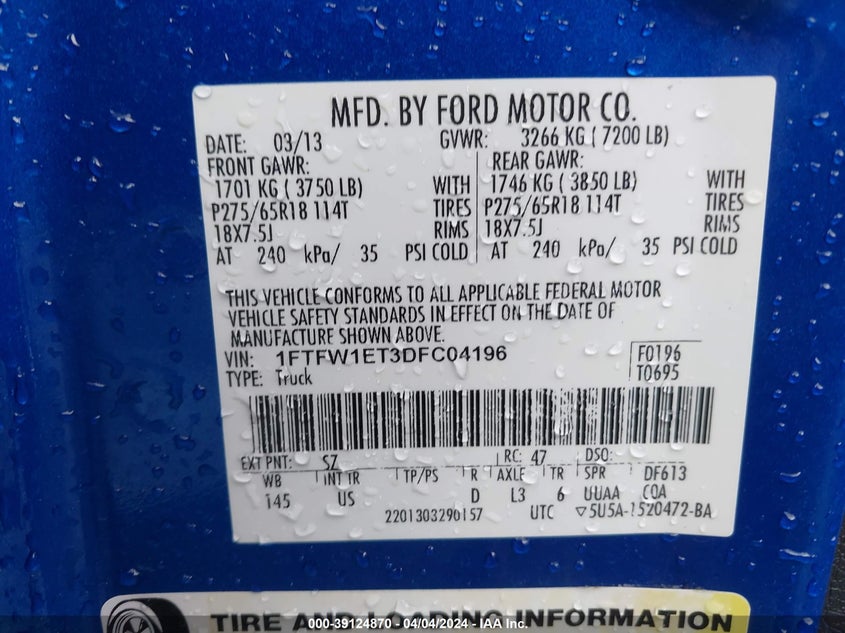 MFD. BY FORD MOTOR CO.
DATE: 03/13 GVWR: 3266 KG ( 7200 LB)
FRONT GAWR: REAR GAWR:
1701 KG ( 3750 LB) WITH 1746 KG ( 3850 LB) WITH
P275/65R18 114T TIRES P275/65R18 114T TIRES
18X7.5J RIMS 18X7.5J RIMS
AT 240 kPa/ 35 PSI COLD AT 240 kPa/ 35 PSI COLD
THIS VEHICLE CONFORMS TO ALL APPLICABLE FEDERAL MOTOR
VEHICLE SAFETY STANDARDS IN EFFECT ON THE DATE OF
MANUFACTURE SHOWN ABOVE.
VIN: 1FTFW1ET3DFC04196 F0196
TYPE: Truck T0695
EXT PNT: SZ RC: 47 DSO:
WB INT TR TP/PS R AXLE TR SPR DF613
145 US D L3 6 UUAA COA
2201303290157 UTC ▽5U5A-1520472-BA
TIRE AND LOADING INFORMATION
000-39124870 - 04/04/2024 - IAA Inc.